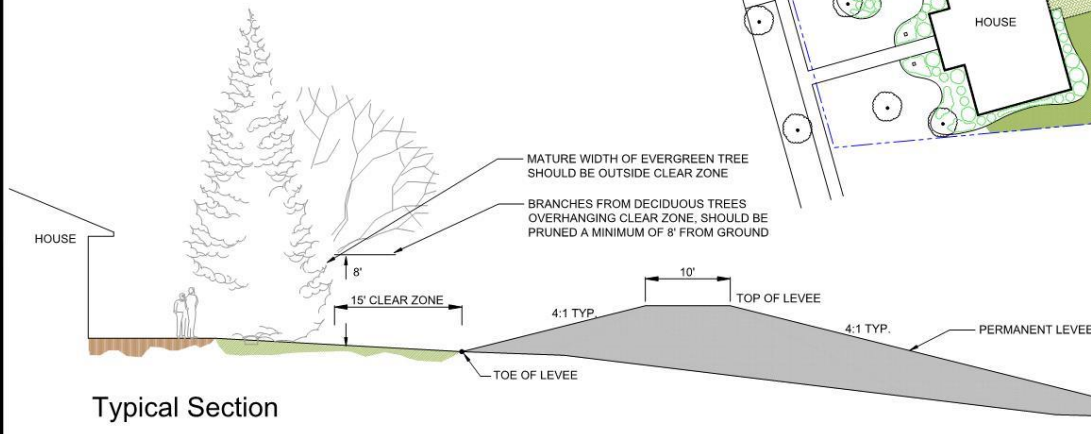 HOUSE
MATURE WIDTH OF EVERGREEN TREE
SHOULD BE OUTSIDE CLEAR ZONE
BRANCHES FROM DECIDUOUS TREES
OVERHANGING CLEAR ZONE, SHOULD BE
PRUNED A MINIMUM OF 8' FROM GROUND
HOUSE
8'
10'
15' CLEAR ZONE
TOP OF LEVEE
4:1 TYP.
4:1 TYP.
PERMANENT LEVEE
TOE OF LEVEE
Typical Section